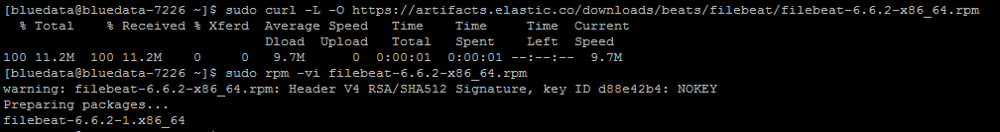 [bluedata@bluedata-7226 ~]$ sudo curl -L -O https://artifacts.elastic.co/downloads/beats/filebeat/filebeat-6.6.2-x86_64.rpm
  % Total    % Received % Xferd  Average Speed   Time    Time     Time  Current
                                 Dload  Upload   Total   Spent    Left  Speed
100 11.2M  100 11.2M    0     0  9.7M      0  0:00:01  0:00:01 --:--:--  9.7M
[bluedata@bluedata-7226 ~]$ sudo rpm -vi filebeat-6.6.2-x86_64.rpm
warning: filebeat-6.6.2-x86_64.rpm: Header V4 RSA/SHA512 Signature, key ID d88e42b4: NOKEY
Preparing packages...
filebeat-6.6.2-1.x86_64